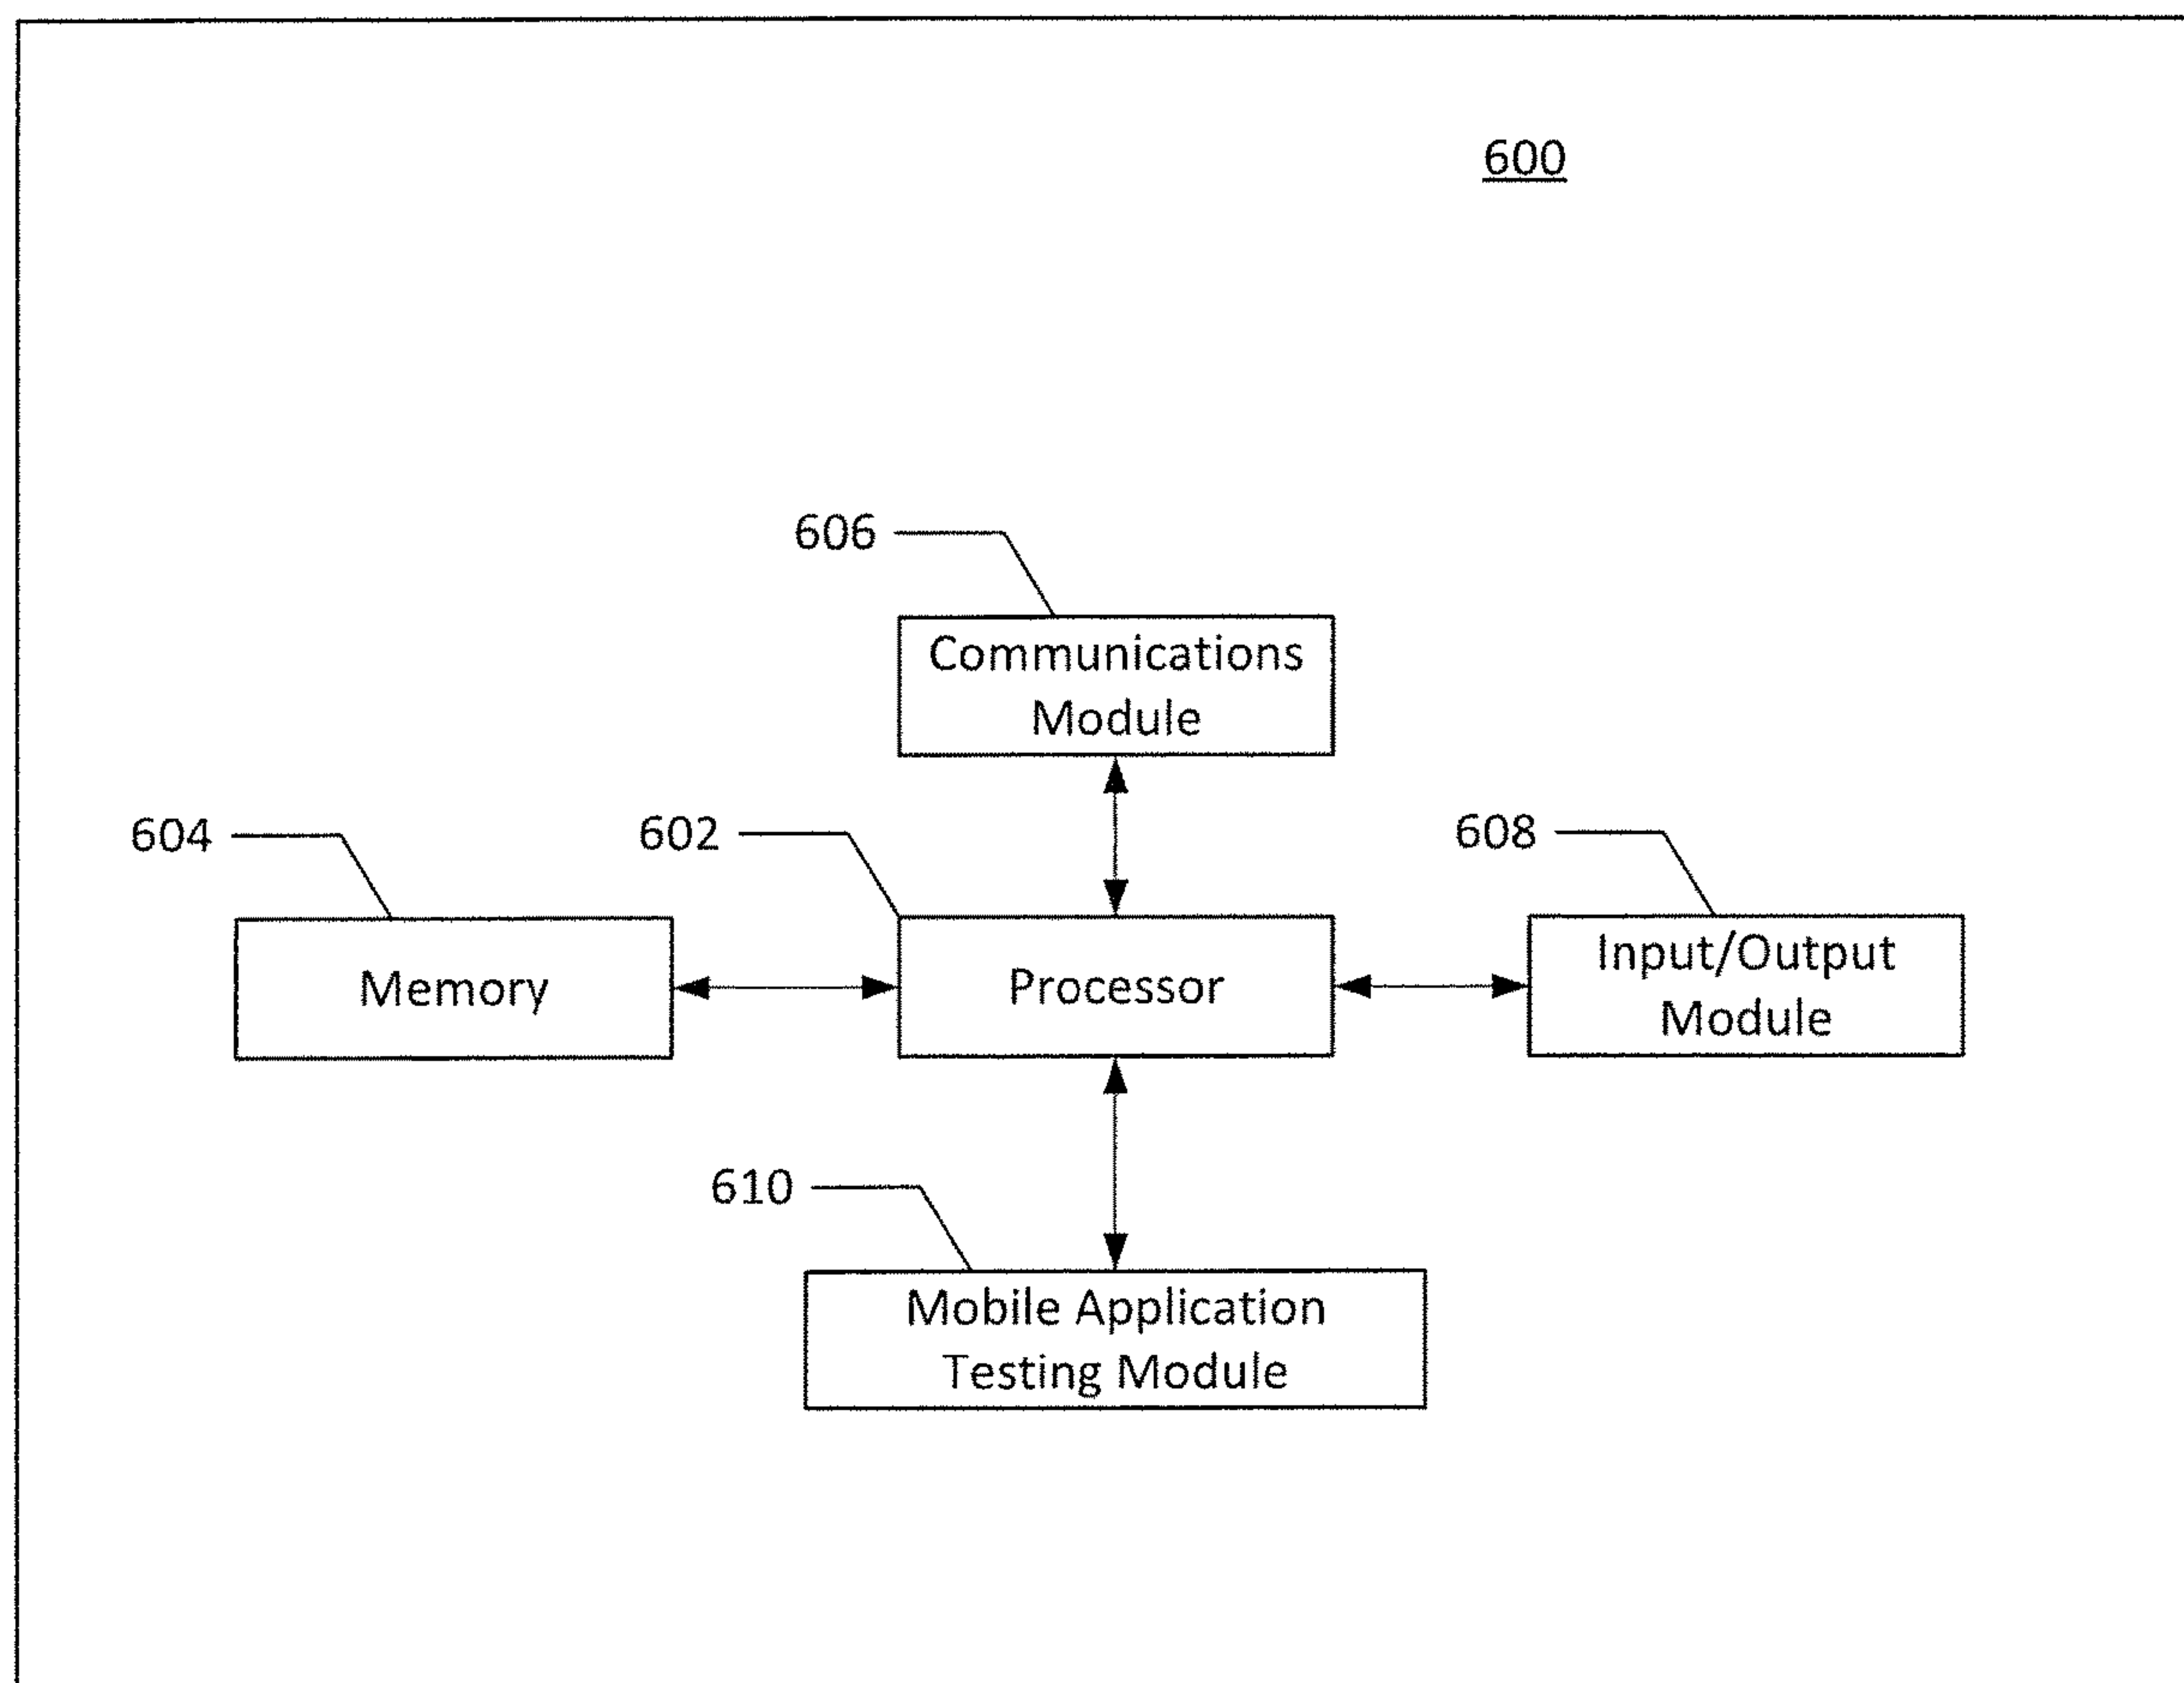 600
606
Communications
Module
604
602
608
Memory
Processor
Input/Output
Module
610
Mobile Application
Testing Module